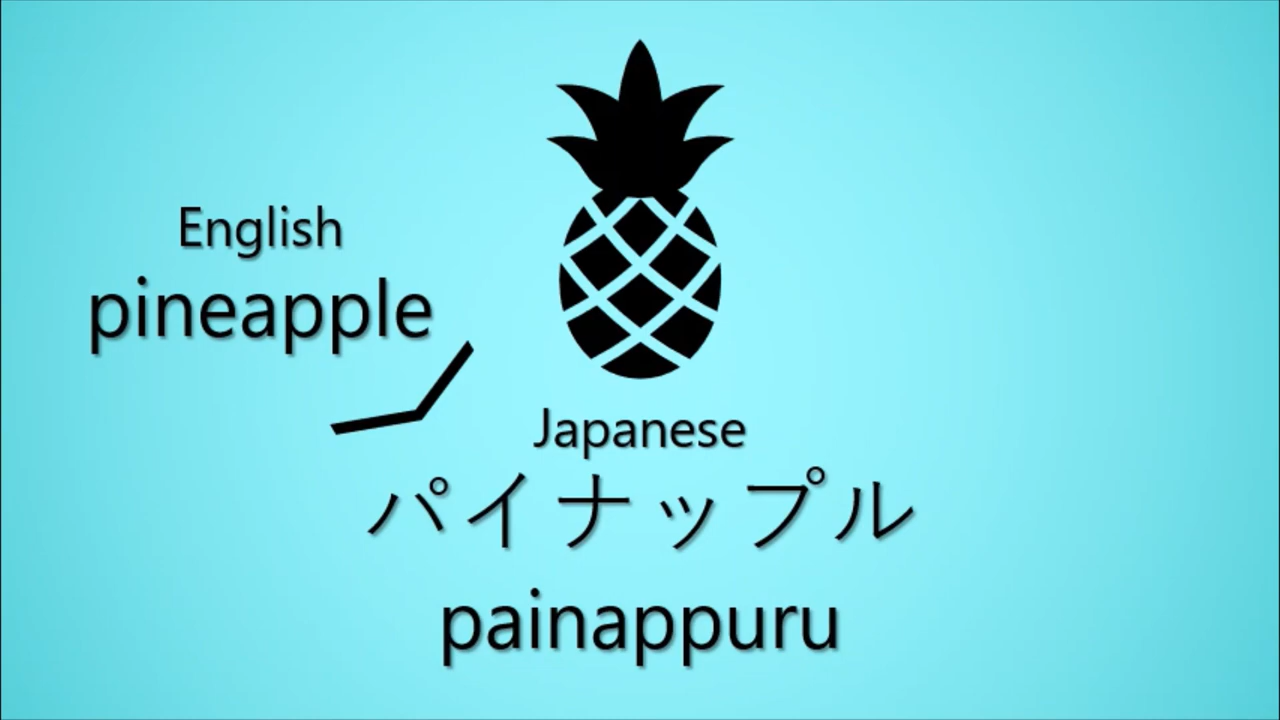 English
pineapple
Japanese
パイナップル
painappuru